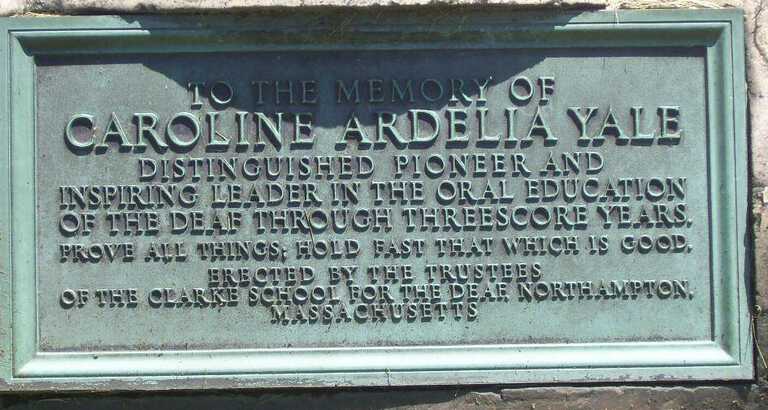 TO THE MEMORY OF
CAROLINE ARDELIA YALE
DISTINGUISHED PIONEER AND
INSPIRING LEADER IN THE ORAL EDUCATION
OF THE DEAF THROUGH THREESCORE YEARS.
PROVE ALL THINGS; HOLD FAST THAT WHICH IS GOOD.
ERECTED BY THE TRUSTEES
OF THE CLARKE SCHOOL FOR THE DEAF, NORTHAMPTON,
MASSACHUSETTS